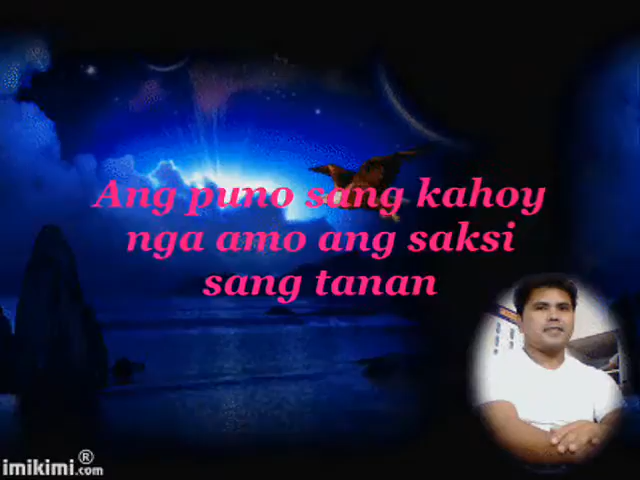 Ang puno sang kahoy
nga amo ang saksi
sang tanan
imikimi®.com